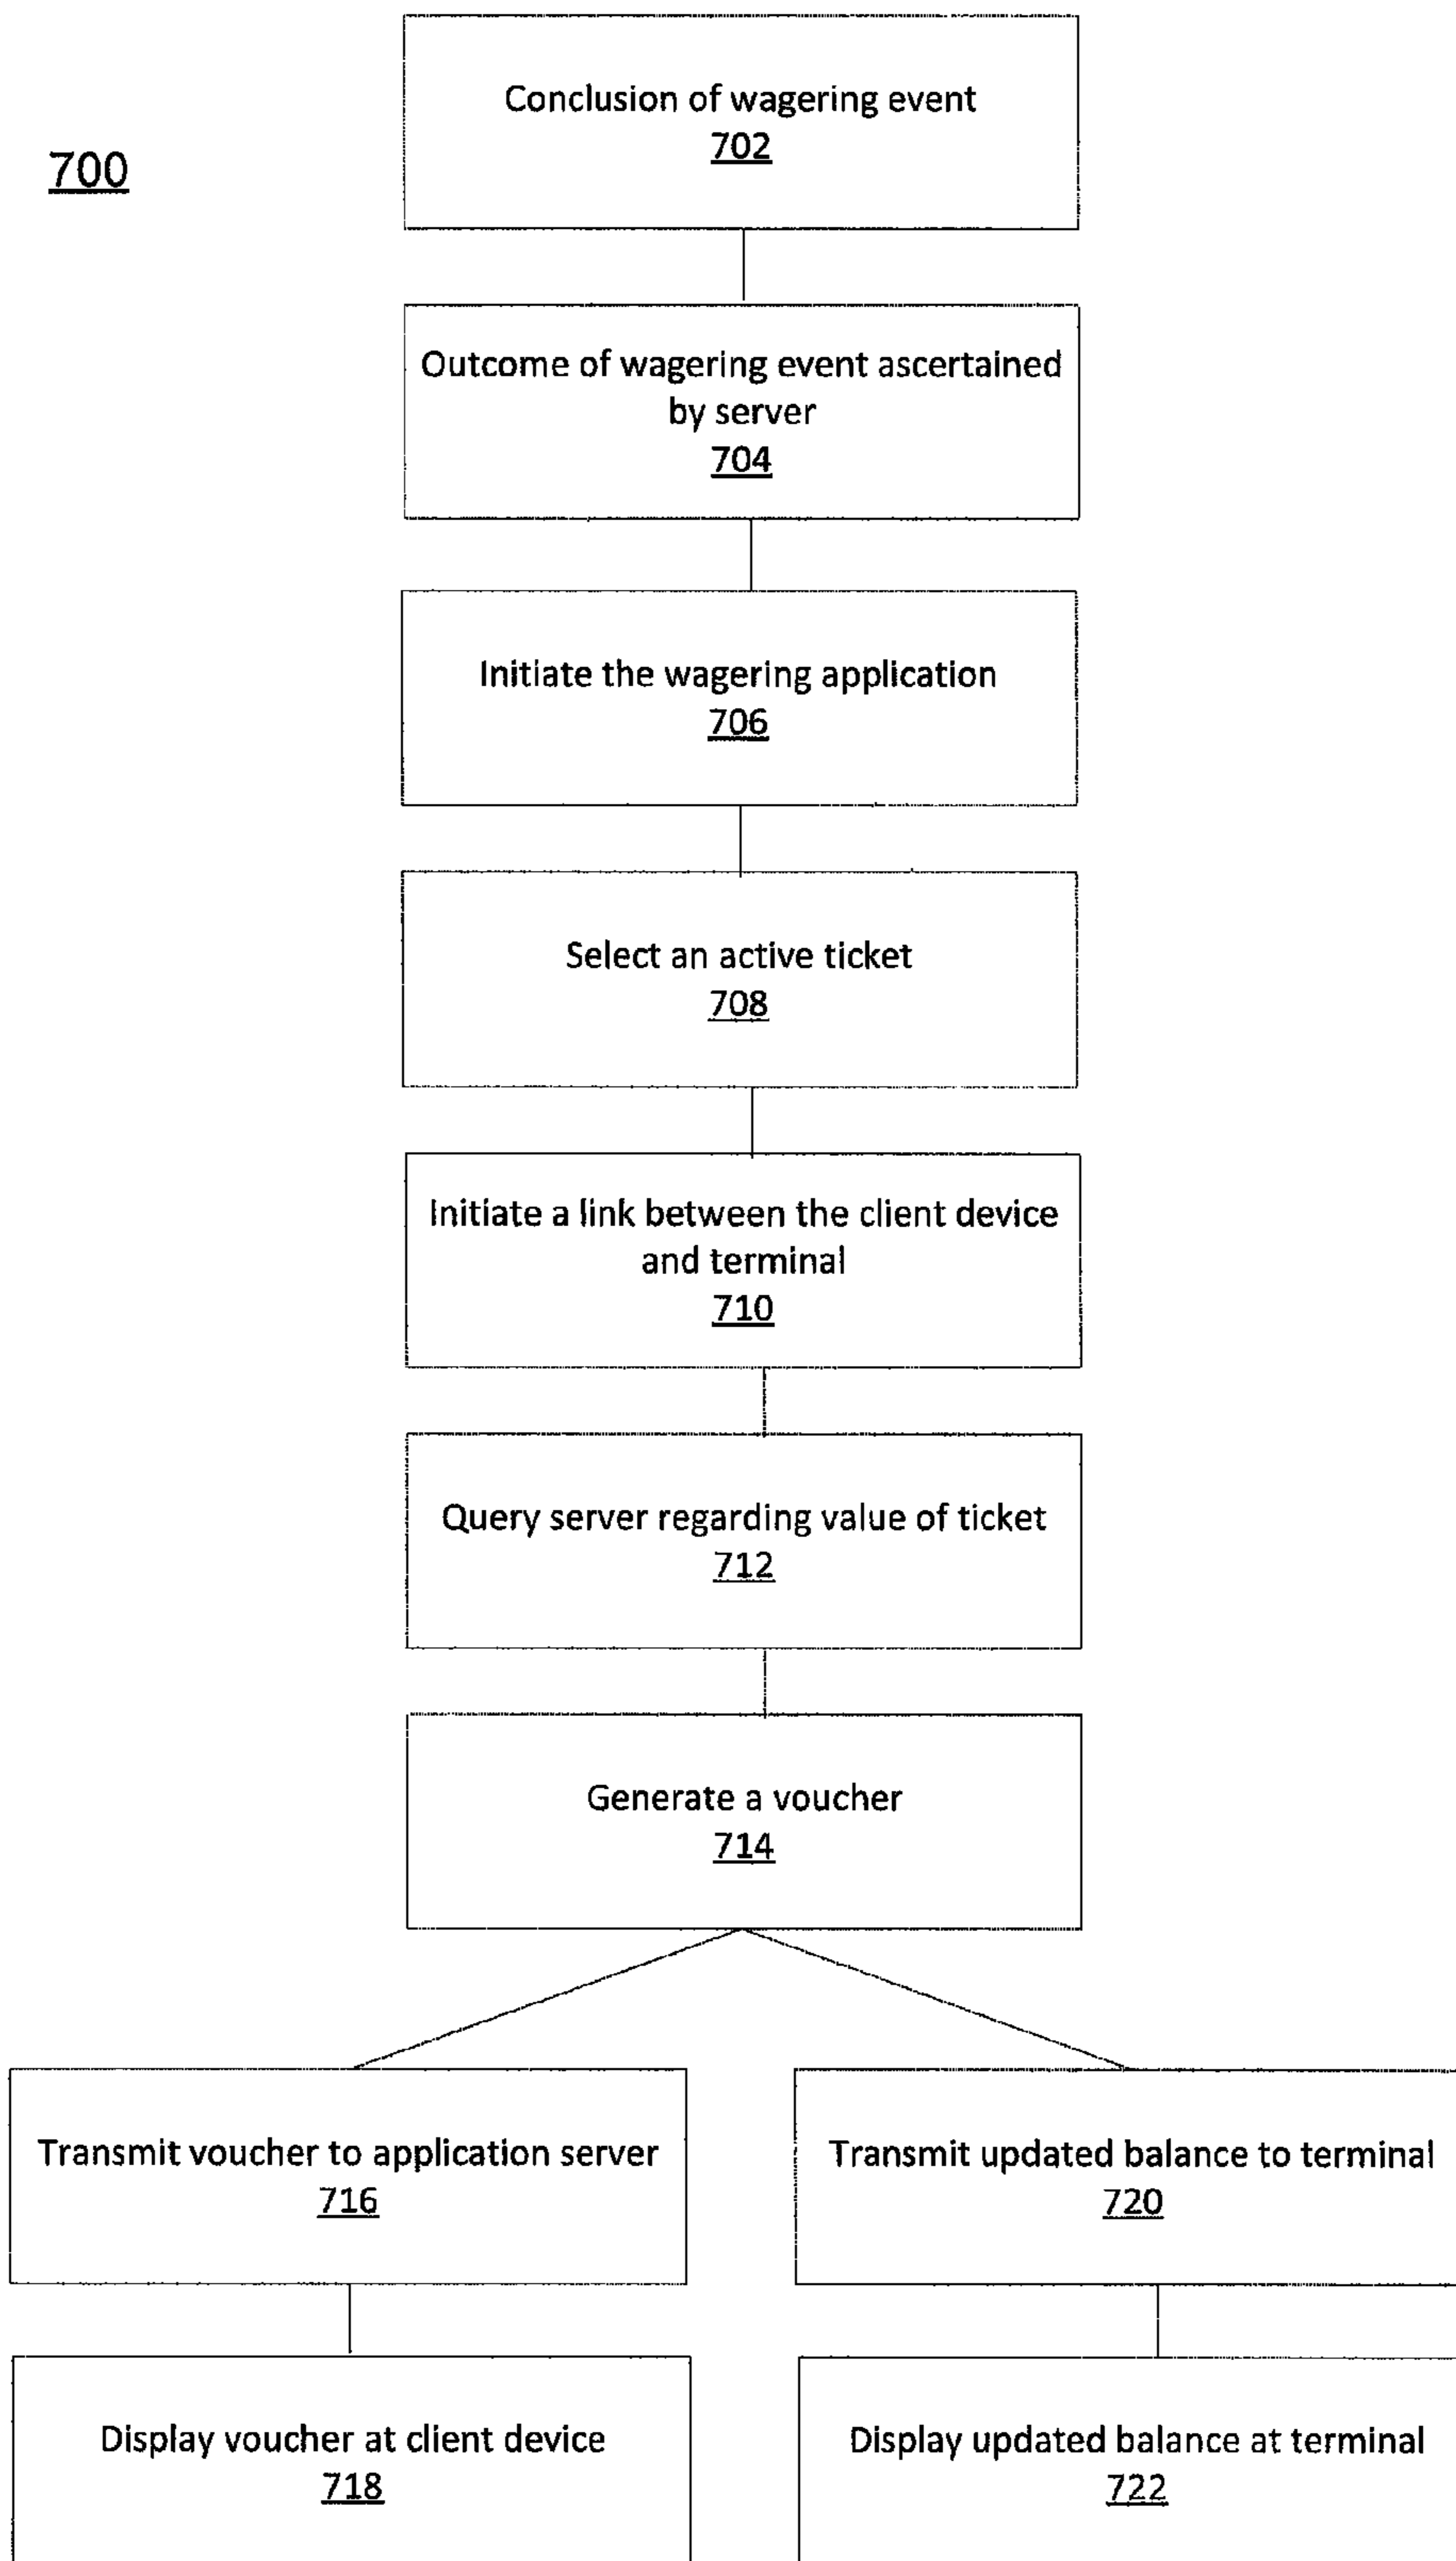 Conclusion of wagering event
702
700
Outcome of wagering event ascertained
by server
704
Initiate the wagering application
706
Select an active ticket
708
Initiate a link between the client device
and terminal
710
Query server regarding value of ticket
712
Generate a voucher
714
Transmit voucher to application server
716
Transmit updated balance to terminal
720
Display voucher at client device
718
Display updated balance at terminal
722